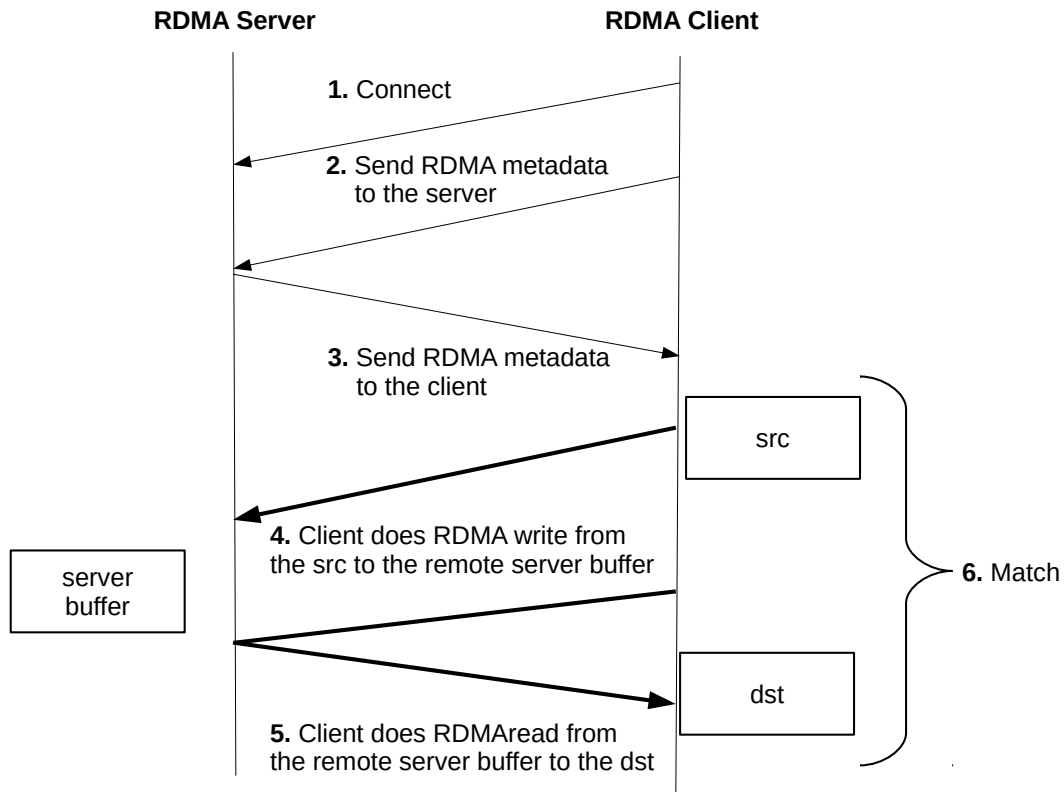 RDMA Server
RDMA Client
1. Connect
2. Send RDMA metadata
to the server
3. Send RDMA metadata
to the client
src
4. Client does RDMA write from
the src to the remote server buffer
server
buffer
6. Match
dst
5. Client does RDMAread from
the remote server buffer to the dst